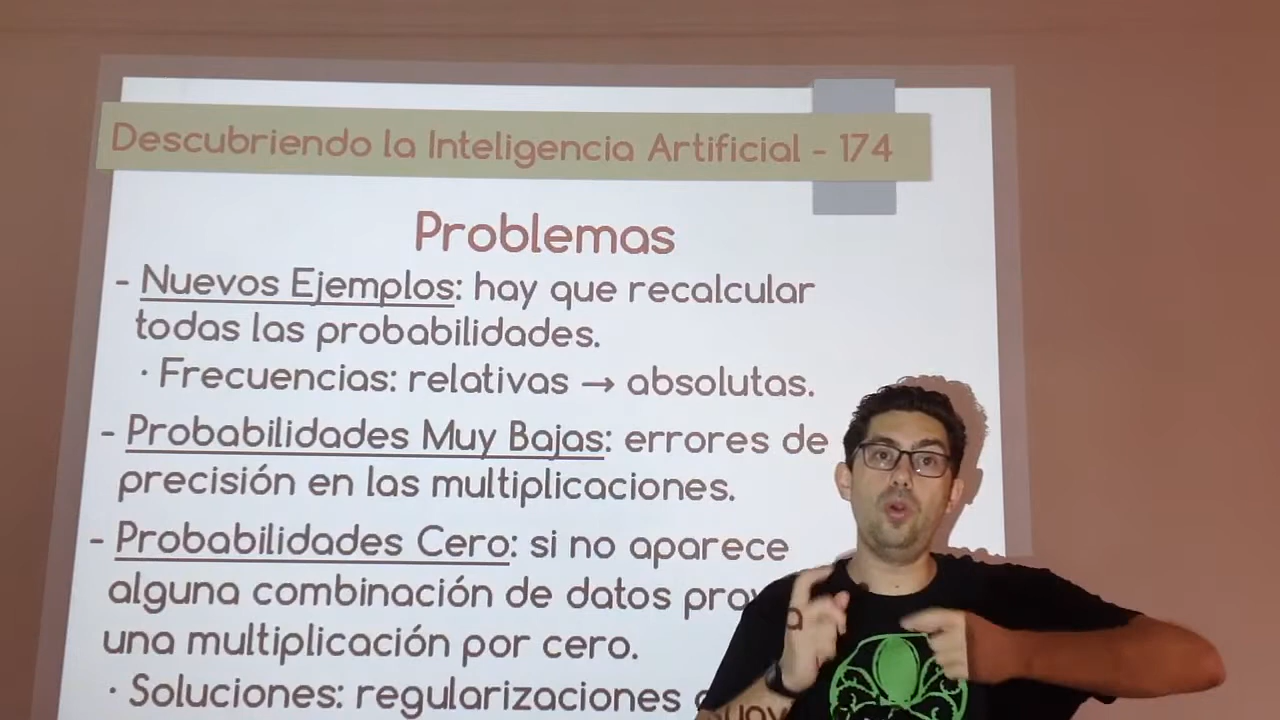 Descubriendo la Inteligencia Artificial - 174
Problemas
- Nuevos Ejemplos: hay que recalcular
todas las probabilidades.
· Frecuencias: relativas → absolutas.
- Probabilidades Muy Bajas: errores de
precisión en las multiplicaciones.
- Probabilidades Cero: si no aparece
alguna combinación de datos
una multiplicación por cero.
· Soluciones: regularizaciones